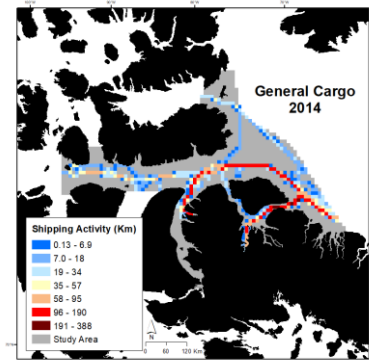 General Cargo
2014
Shipping Activity (Km)
0.13 - 6.9
7.0 - 18
19 - 34
35 - 57
58 - 95
96 - 190
191 - 388
Study Area
N
0 30 60 120 Km